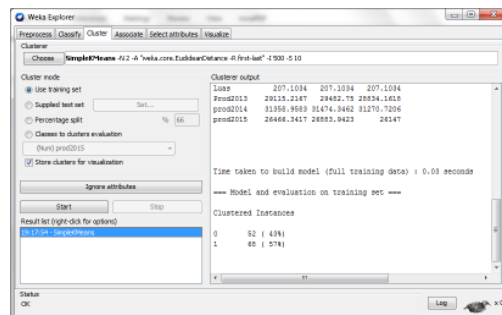 Weka Explorer
Preprocess Classify Cluster Associate Select attributes Visualize
Clusterer
Choose SimpleKMeans -N 2 -A "weka.core.EuclideanDistance -R first-last" -I 500 -S 10
Cluster mode
Use training set
Supplied test set Set...
Percentage split % 66
Classes to clusters evaluation
(Num) prod2015
Store clusters for visualization
Ignore attributes
Start Stop
Result list (right-click for options)
19:17:54 - SimpleKMeans
Clusterer output
Luas 207.1034 207.1034 207.1034
Prod2013 29115.2167 29482.75 28834.1618
prod2014 31358.9583 31474.3462 31270.7206
prod2015 26466.3417 26883.9423 26147
Time taken to build model (full training data) : 0.03 seconds
=== Model and evaluation on training set ===
Clustered Instances
0 52 ( 43%)
1 68 ( 57%)
Status
OK
Log